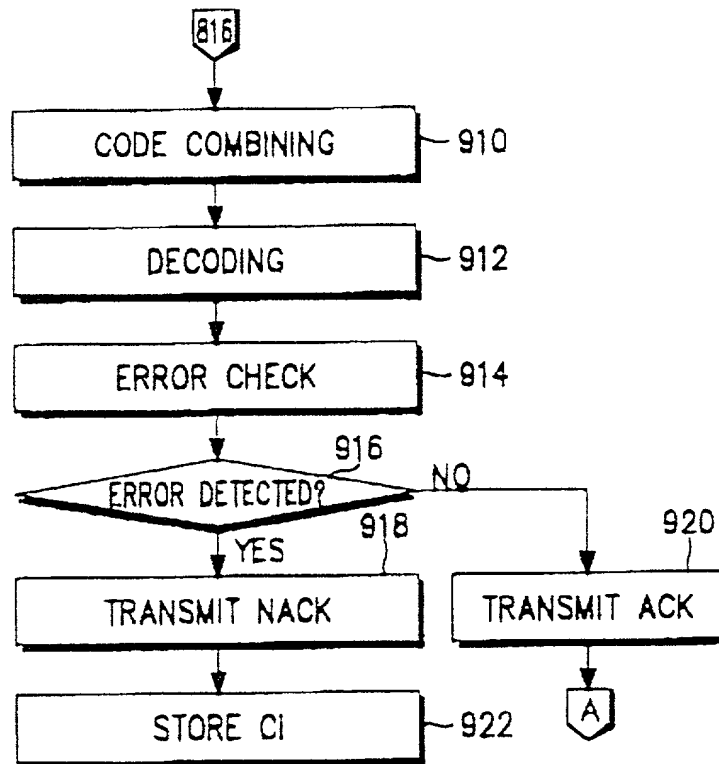 816
CODE COMBINING
910
DECODING
912
ERROR CHECK
914
916
ERROR DETECTED?
NO
YES
918
920
TRANSMIT NACK
TRANSMIT ACK
STORE CI
922
A